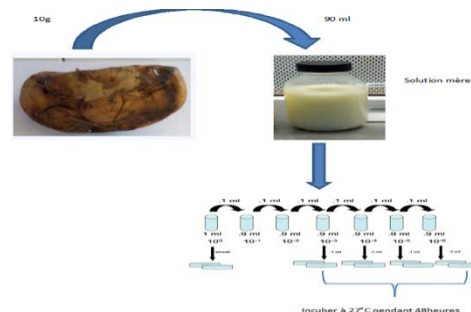 10g 90 ml
Solution mère
.1 ml .1 ml .1 ml .1 ml .1 ml .1 ml
1 ml .9 ml .9 ml .9 ml .9 ml .9 ml .9 ml
10⁰ 10⁻¹ 10⁻² 10⁻³ 10⁻⁴ 10⁻⁵ 10⁻⁶
Incuber à 27°C pendant 48heures